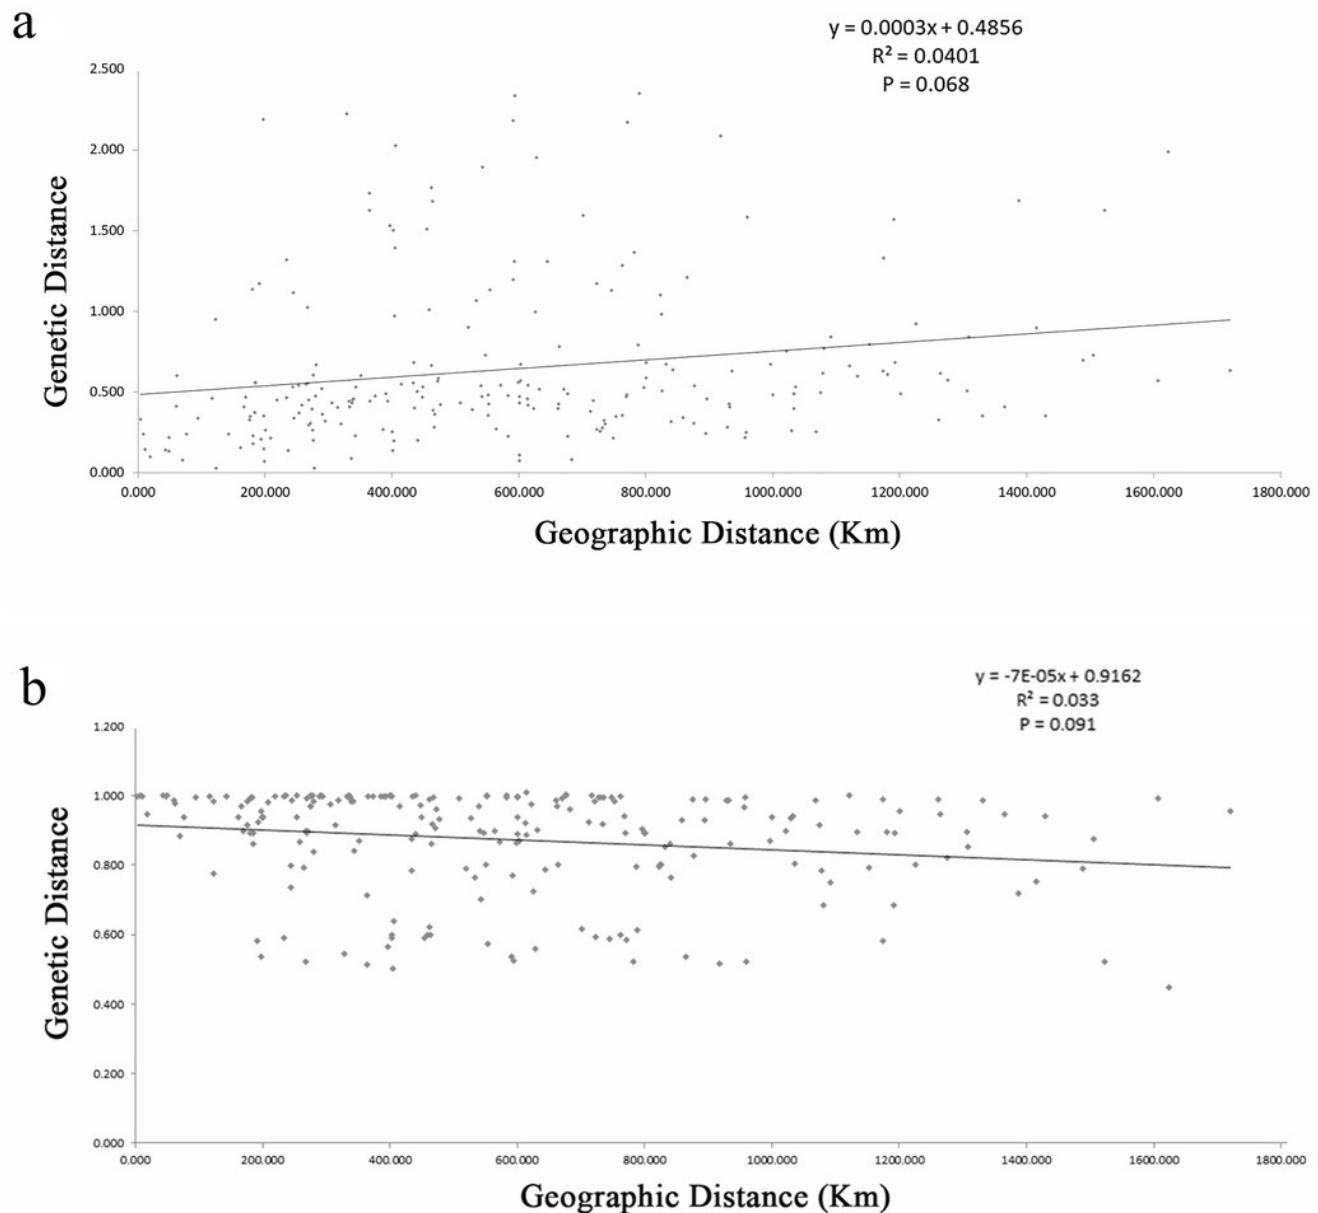 a
y = 0.0003x + 0.4856
R² = 0.0401
P = 0.068
2.500
2.000
1.500
1.000
0.500
0.000
Genetic Distance
0.000 200.000 400.000 600.000 800.000 1000.000 1200.000 1400.000 1600.000 1800.000
Geographic Distance (Km)
b
y = -7E-05x + 0.9162
R² = 0.033
P = 0.091
1.200
1.000
0.800
0.600
0.400
0.200
0.000
Genetic Distance
0.000 200.000 400.000 600.000 800.000 1000.000 1200.000 1400.000 1600.000 1800.000
Geographic Distance (Km)